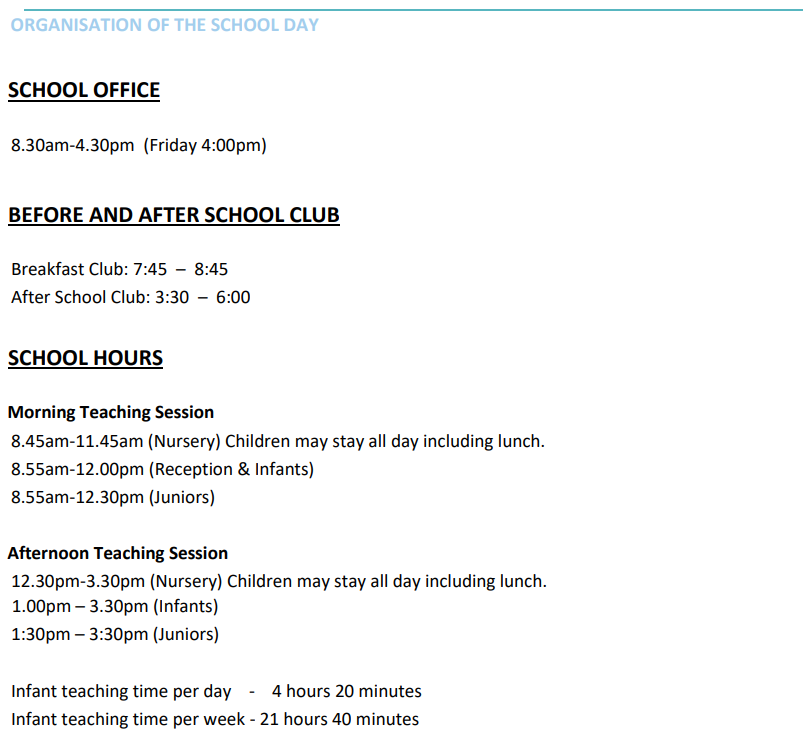 ORGANISATION OF THE SCHOOL DAY
SCHOOL OFFICE
8.30am-4.30pm (Friday 4:00pm)
BEFORE AND AFTER SCHOOL CLUB
Breakfast Club: 7:45 – 8:45
After School Club: 3:30 – 6:00
SCHOOL HOURS
Morning Teaching Session
8.45am-11.45am (Nursery) Children may stay all day including lunch.
8.55am-12.00pm (Reception & Infants)
8.55am-12.30pm (Juniors)
Afternoon Teaching Session
12.30pm-3.30pm (Nursery) Children may stay all day including lunch.
1.00pm – 3.30pm (Infants)
1:30pm – 3:30pm (Juniors)
Infant teaching time per day - 4 hours 20 minutes
Infant teaching time per week - 21 hours 40 minutes